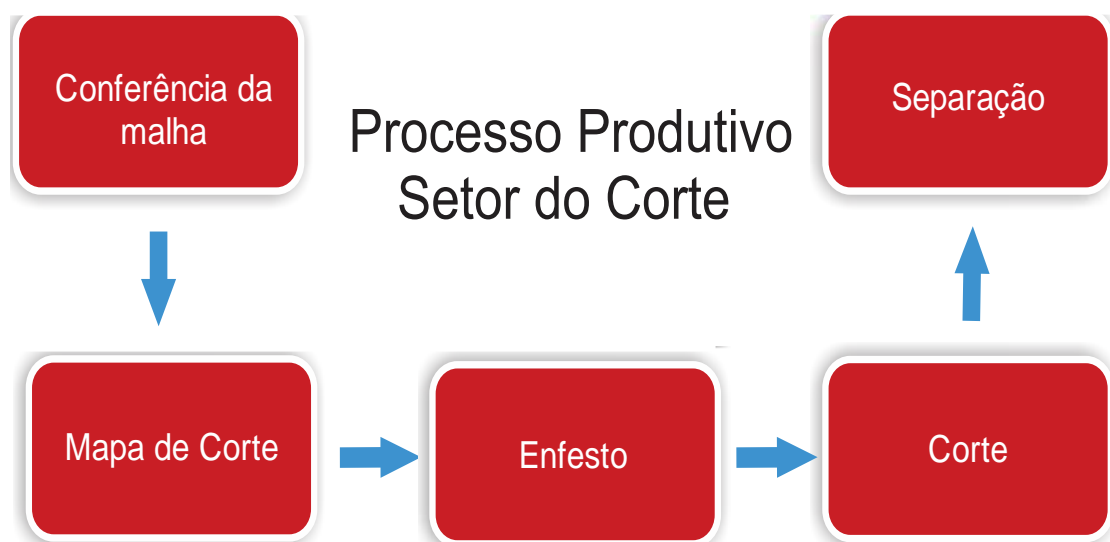 Conferência da
malha
Processo Produtivo
Setor do Corte
Separação
Mapa de Corte
Enfesto
Corte